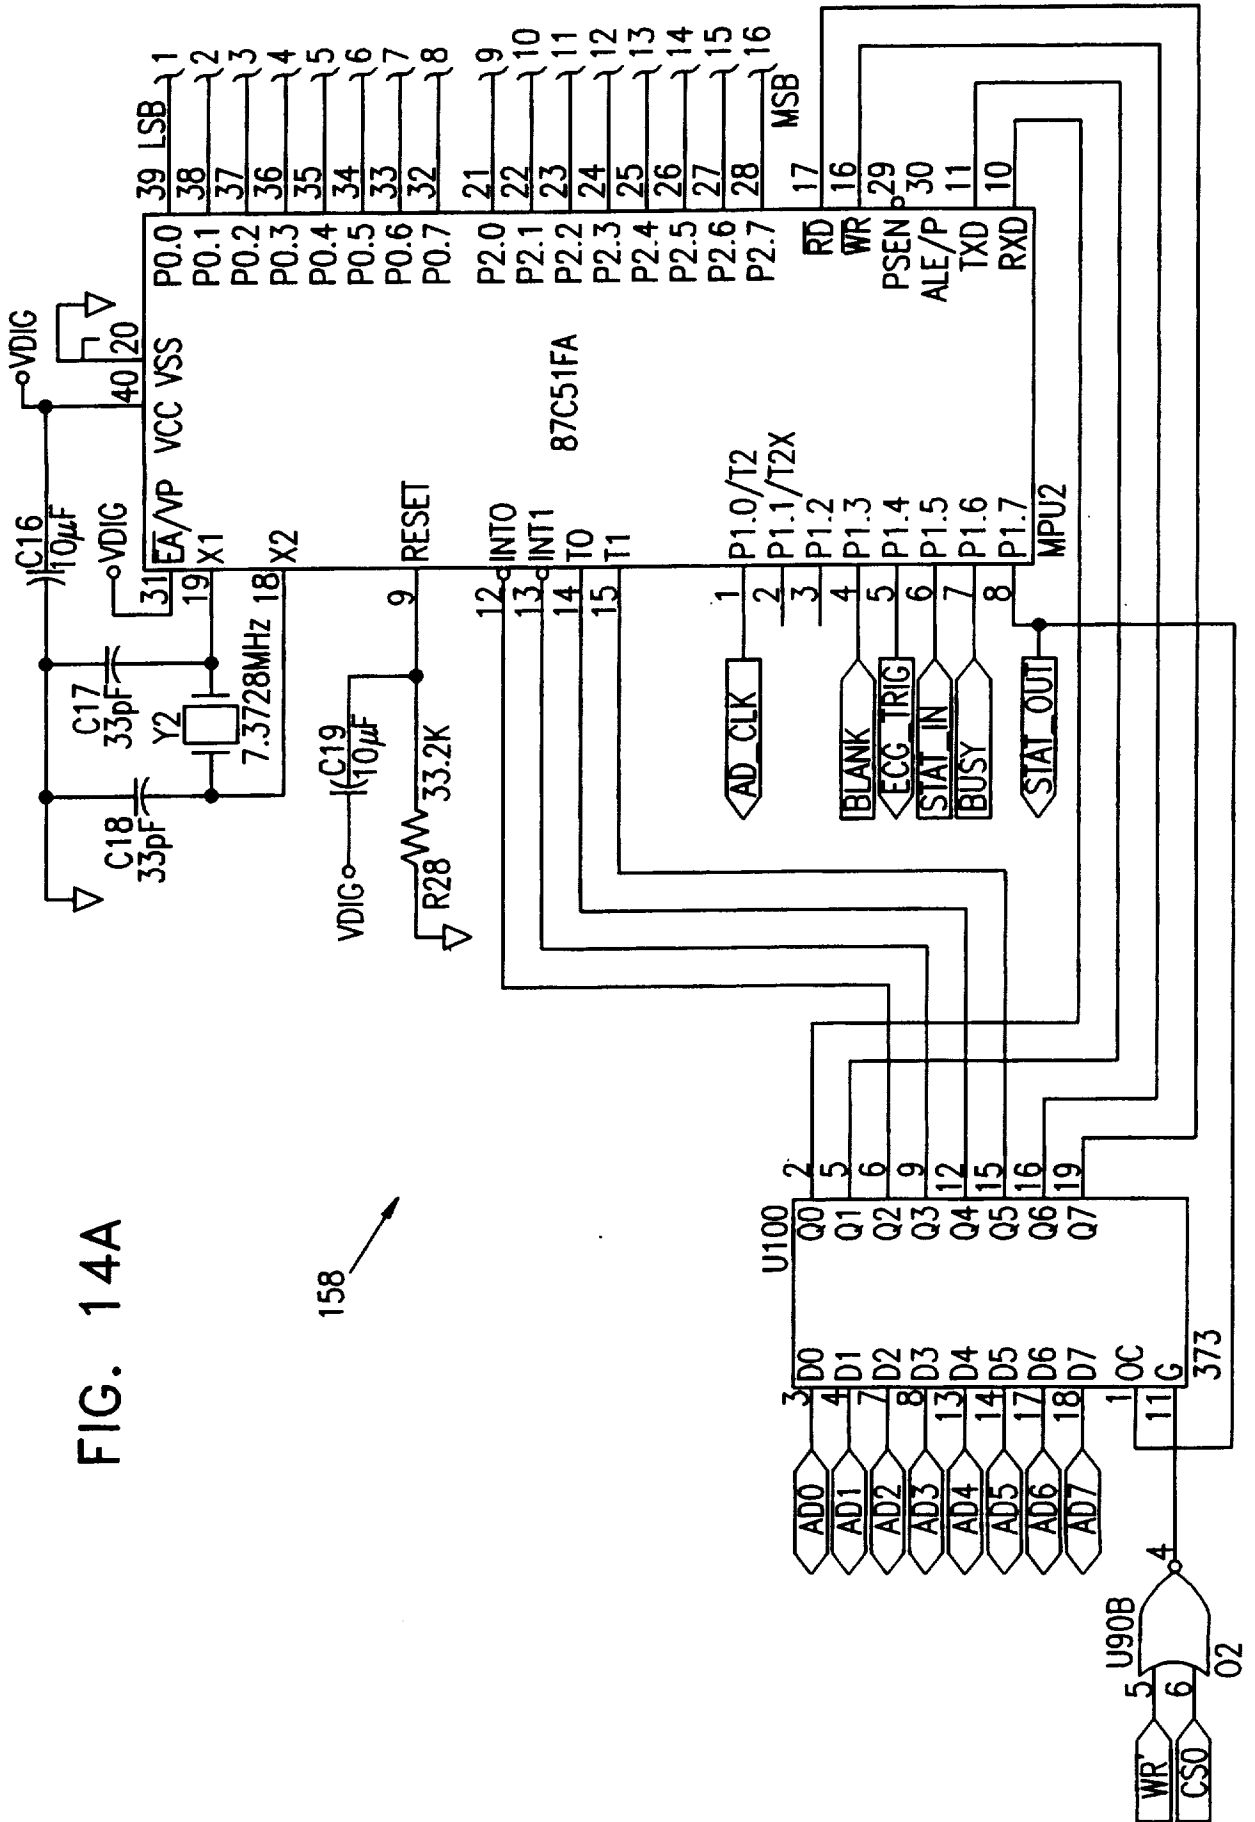 FIG. 14A
158
VDIG
C16
10µF
C17
33pF
C18
33pF
Y2
7.3728MHz
VDIG
C19
10µF
VDIG
R28
33.2K
40
20
VCC
VSS
31
EA/VP
19
X1
18
X2
9
RESET
12
INT0
13
INT1
14
T0
15
T1
87C51FA
1
P1.0/T2
2
P1.1/T2X
3
P1.2
4
P1.3
5
P1.4
6
P1.5
7
P1.6
8
P1.7
MPU2
AD_CLK
BLANK
ECG_TRIG
STAT_IN
BUSY
STAT_OUT
P0.0 39 LSB 1
P0.1 38 2
P0.2 37 3
P0.3 36 4
P0.4 35 5
P0.5 34 6
P0.6 33 7
P0.7 32 8
P2.0 21 9
P2.1 22 10
P2.2 23 11
P2.3 24 12
P2.4 25 13
P2.5 26 14
P2.6 27 15
P2.7 28 16
MSB
RD 17
WR 16
PSEN 29
ALE/P 30
TXD 11
RXD 10
U100
AD0 3 D0 Q0 2
AD1 4 D1 Q1 5
AD2 7 D2 Q2 6
AD3 8 D3 Q3 9
AD4 13 D4 Q4 12
AD5 14 D5 Q5 15
AD6 17 D6 Q6 16
AD7 18 D7 Q7 19
1 OC
11 G
373
U90B
WR' 5
CS0 6
4
02